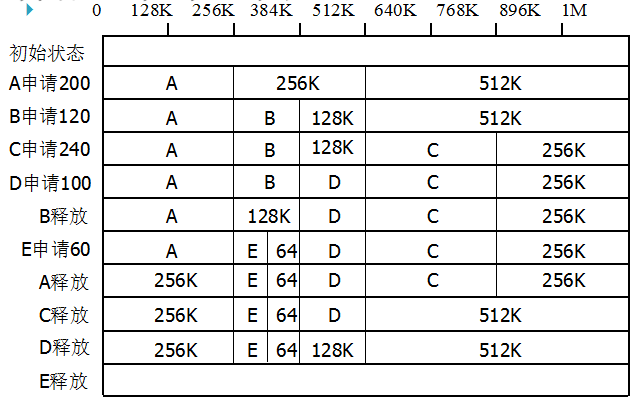 0 128K 256K 384K 512K 640K 768K 896K 1M
初始状态
A申请200 A 256K 512K
B申请120 A B 128K 512K
C申请240 A B 128K C 256K
D申请100 A B D C 256K
B释放 A 128K D C 256K
E申请60 A E 64 D C 256K
A释放 256K E 64 D C 256K
C释放 256K E 64 D 512K
D释放 256K E 64 128K 512K
E释放